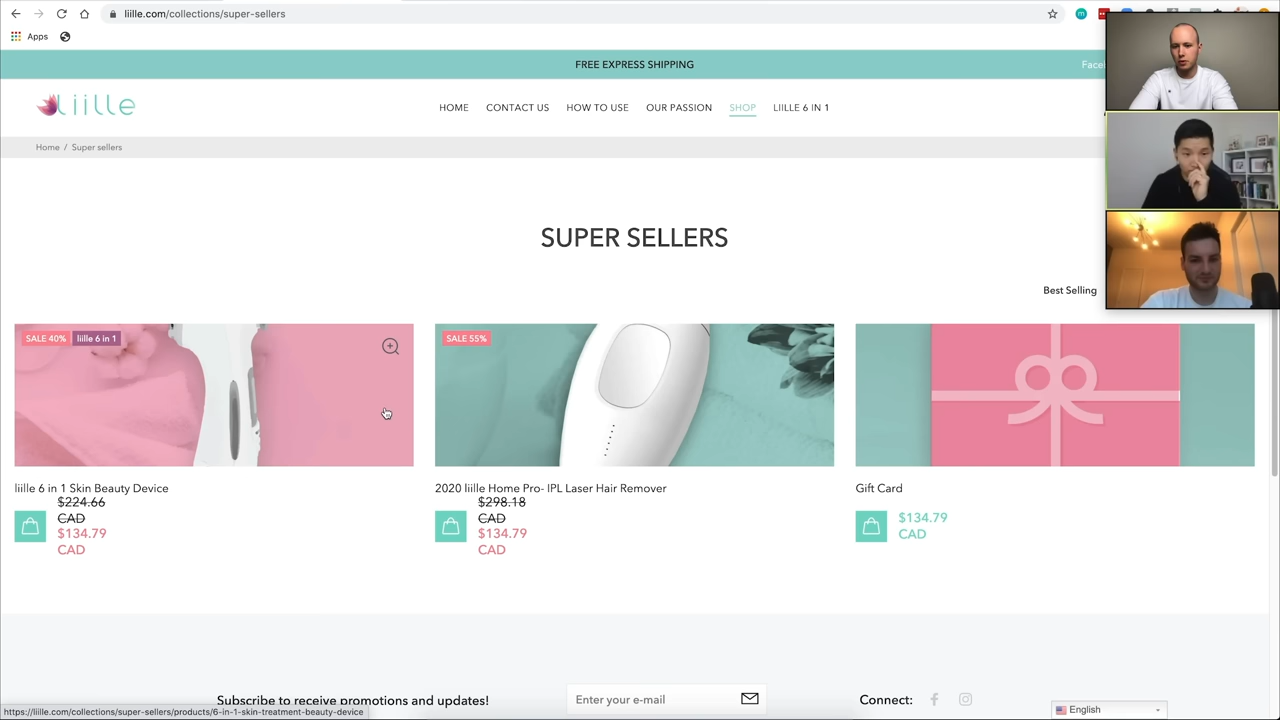 liille.com/collections/super-sellers
Apps
FREE EXPRESS SHIPPING
liille
HOME
CONTACT US
HOW TO USE
OUR PASSION
SHOP
LIILLE 6 IN 1
Home / Super sellers
SUPER SELLERS
Best Selling
SALE 40%
liille 6 in 1
SALE 55%
liille 6 in 1 Skin Beauty Device
$224.66
CAD
$134.79
CAD
2020 liille Home Pro- IPL Laser Hair Remover
$298.18
CAD
$134.79
CAD
Gift Card
$134.79
CAD
Subscribe to receive promotions and updates!
Enter your e-mail
Connect:
https://liille.com/collections/super-sellers/products/6-in-1-skin-treatment-beauty-device
English